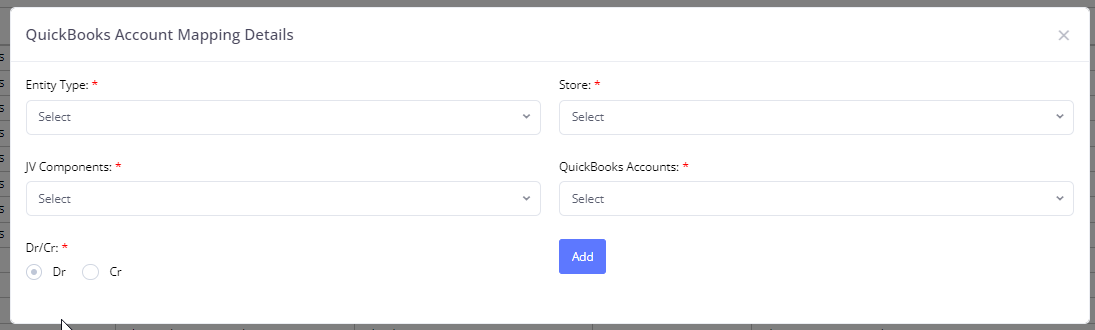 QuickBooks Account Mapping Details
Entity Type: *
Store: *
Select
Select
JV Components: *
QuickBooks Accounts: *
Select
Select
Dr/Cr: *
Add
Dr
Cr